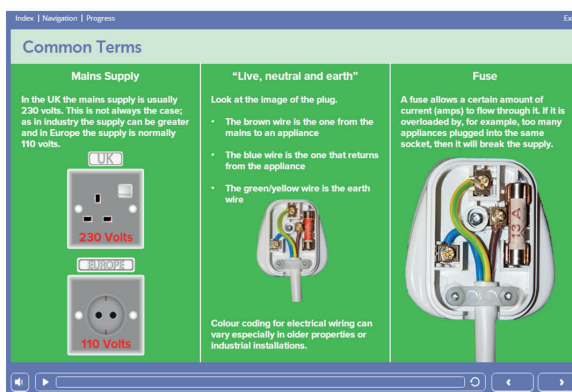 Index | Navigation | Progress
Ex
Common Terms
Mains Supply
In the UK the mains supply is usually
230 volts. This is not always the case;
as in industry the supply can be greater
and in Europe the supply is normally
110 volts.
UK
230 Volts
EUROPE
110 Volts
“Live, neutral and earth”
Look at the image of the plug.
• The brown wire is the one from the
mains to an appliance
• The blue wire is the one that returns
from the appliance
• The green/yellow wire is the earth
wire
Colour coding for electrical wiring can
vary especially in older properties or
industrial installations.
Fuse
A fuse allows a certain amount of
current (amps) to flow through it. If it is
overloaded by, for example, too many
appliances plugged into the same
socket, then it will break the supply.
13 A